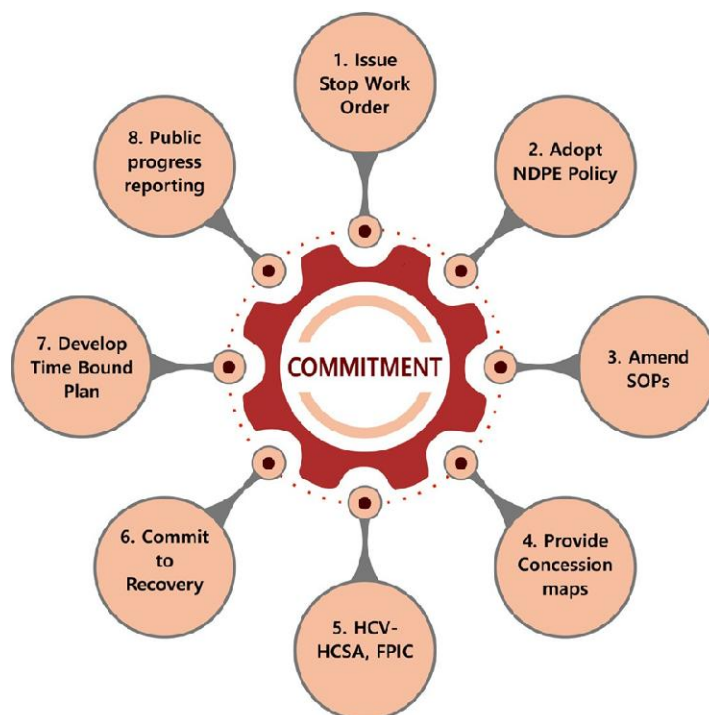 1. Issue
Stop Work
Order
2. Adopt
NDPE Policy
3. Amend
SOPs
4. Provide
Concession
maps
5. HCV-
HCSA, FPIC
6. Commit
to
Recovery
7. Develop
Time Bound
Plan
8. Public
progress
reporting
COMMITMENT